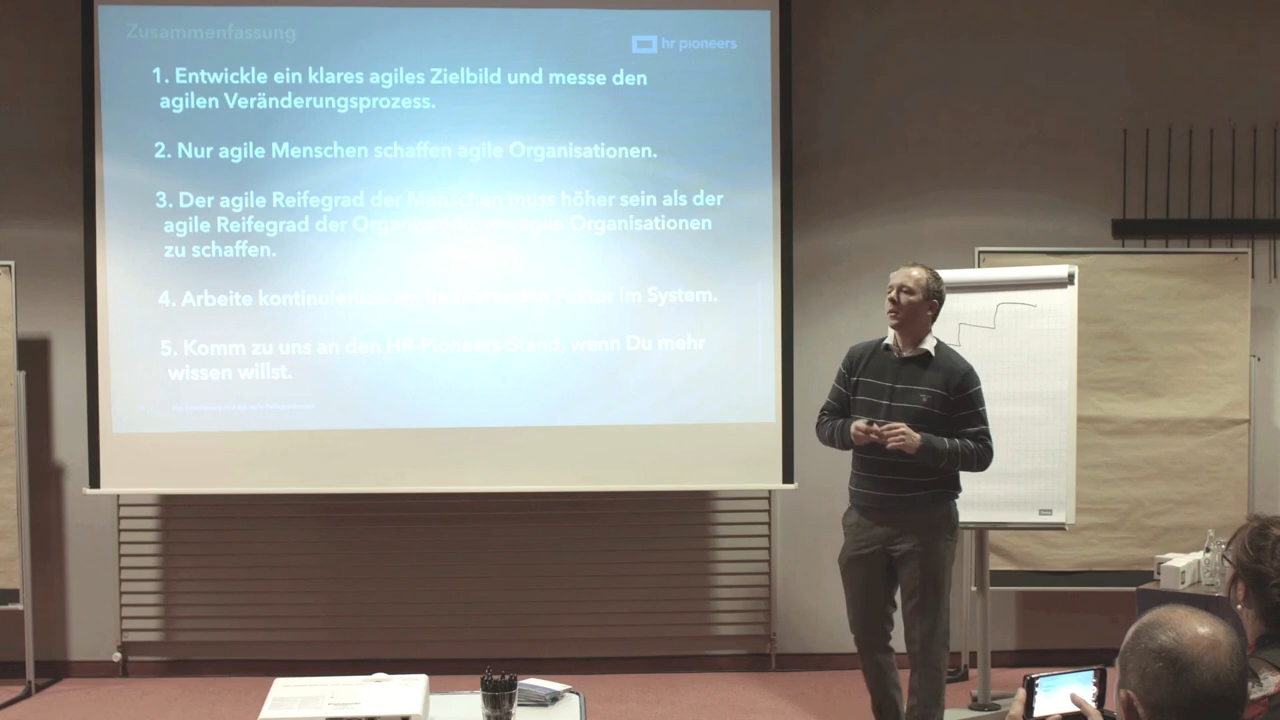 Zusammenfassung
hr pioneers
1. Entwickle ein klares agiles Zielbild und messe den
agilen Veränderungsprozess.
2. Nur agile Menschen schaffen agile Organisationen.
3. Der agile Reifegrad der Menschen muss höher sein als der
agile Reifegrad der Organisation, um agile Organisationen
zu schaffen.
4. Arbeite kontinuierlich Faktor im System.
5. Komm zu uns an den HR-Pioneers-Stand, wenn Du mehr
wissen willst.